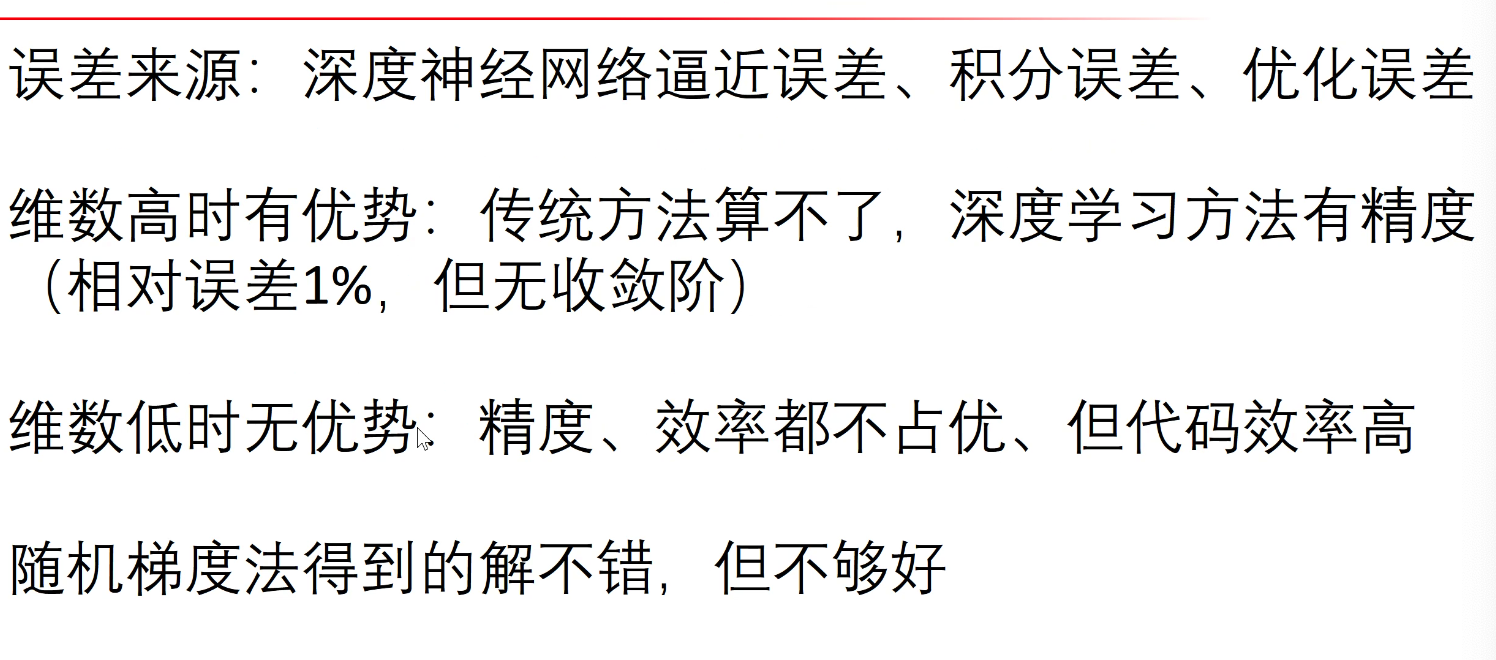 误差来源：深度神经网络逼近误差、积分误差、优化误差
维数高时有优势：传统方法算不了，深度学习方法有精度
（相对误差1%，但无收敛阶）
维数低时无优势：精度、效率都不占优、但代码效率高
随机梯度法得到的解不错，但不够好